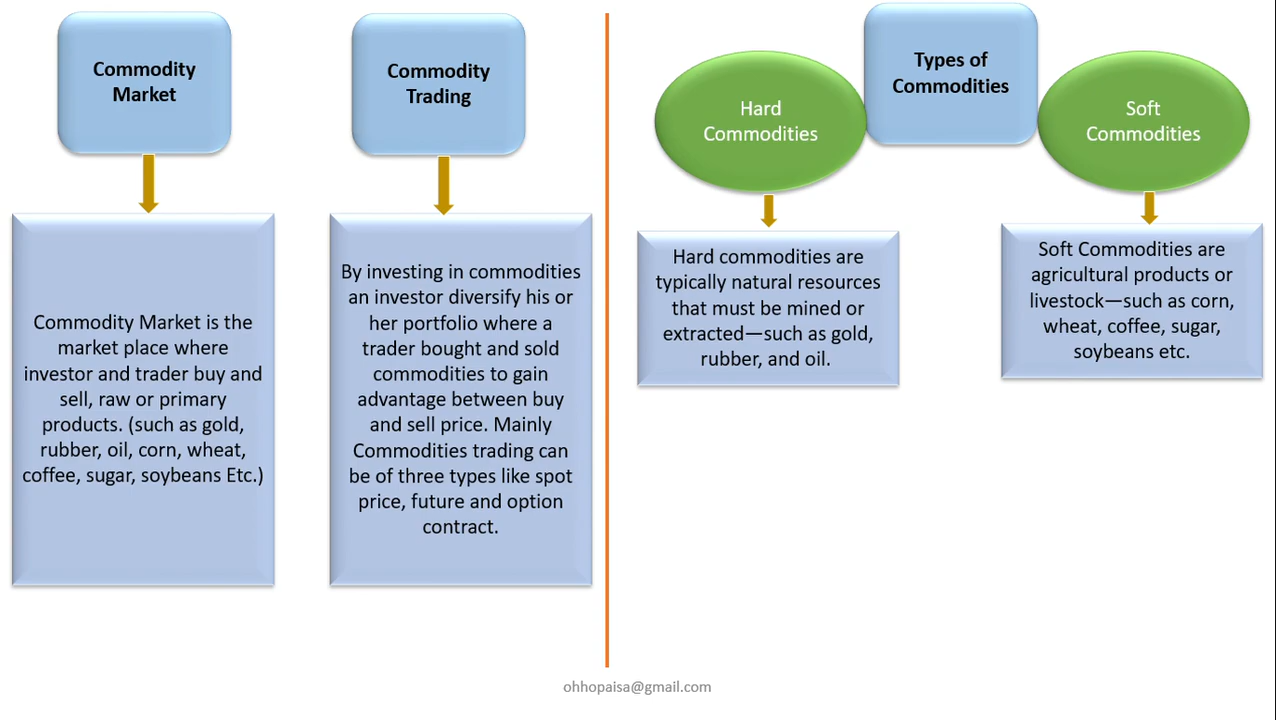 Commodity
Market
Commodity Market is the
market place where
investor and trader buy and
sell, raw or primary
products. (such as gold,
rubber, oil, corn, wheat,
coffee, sugar, soybeans Etc.)
Commodity
Trading
By investing in commodities
an investor diversify his or
her portfolio where a
trader bought and sold
commodities to gain
advantage between buy
and sell price. Mainly
Commodities trading can
be of three types like spot
price, future and option
contract.
Types of
Commodities
Hard
Commodities
Hard commodities are
typically natural resources
that must be mined or
extracted—such as gold,
rubber, and oil.
Soft
Commodities
Soft Commodities are
agricultural products or
livestock—such as corn,
wheat, coffee, sugar,
soybeans etc.
ohhopaisa@gmail.com